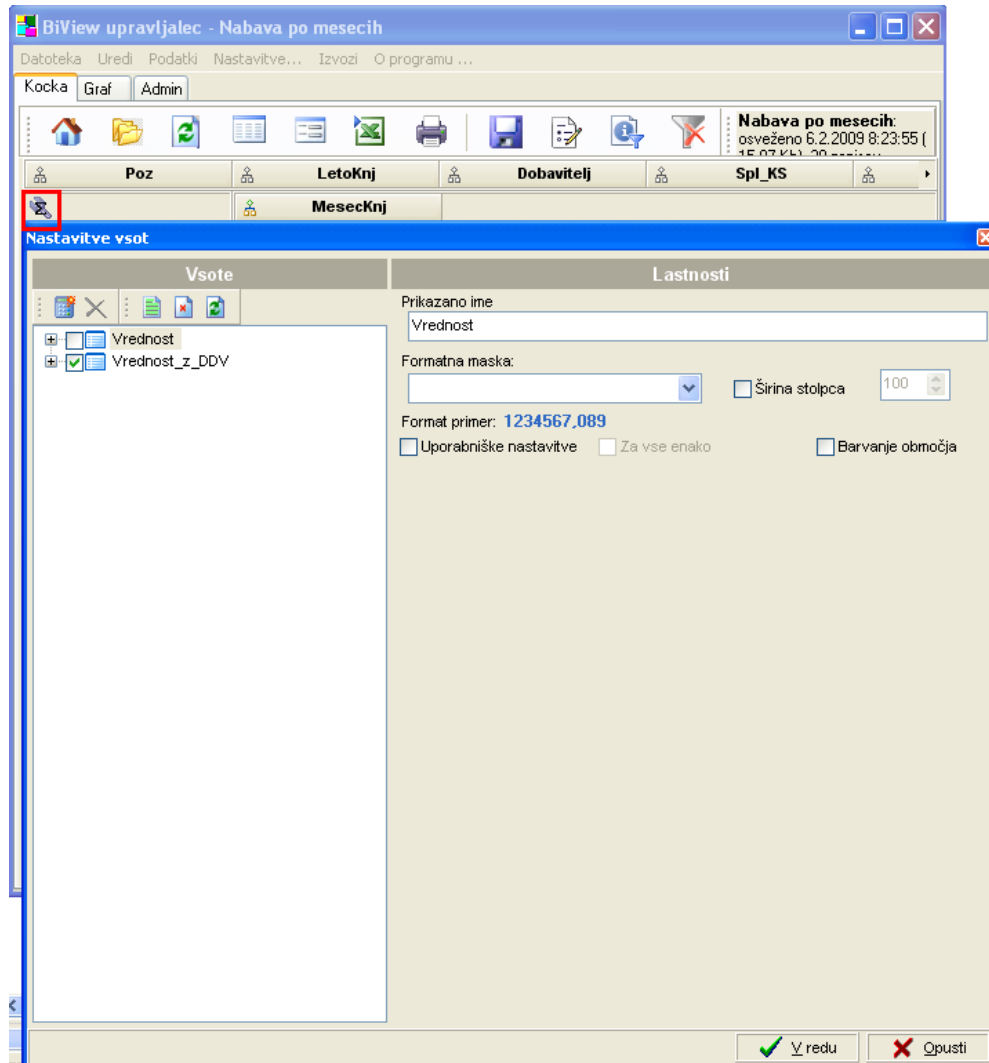 BiView upravljalec - Nabava po mesecih
Datoteka Uredi Podatki Nastavitve... Izvozi O programu ...
Kocka Graf Admin
Nabava po mesecih:
osveženo 6.2.2009 8:23:55 (
Poz LetoKnj Dobavitelj Spl_KS
MesecKnj
Nastavitve vsot
Vsote Lastnosti
Prikazano ime
Vrednost
Vrednost
Vrednost_z_DDV
Formatna maska:
Širina stolpca 100
Format primer: 1234567,089
Uporabniške nastavitve Za vse enako Barvanje območja
V redu Opusti